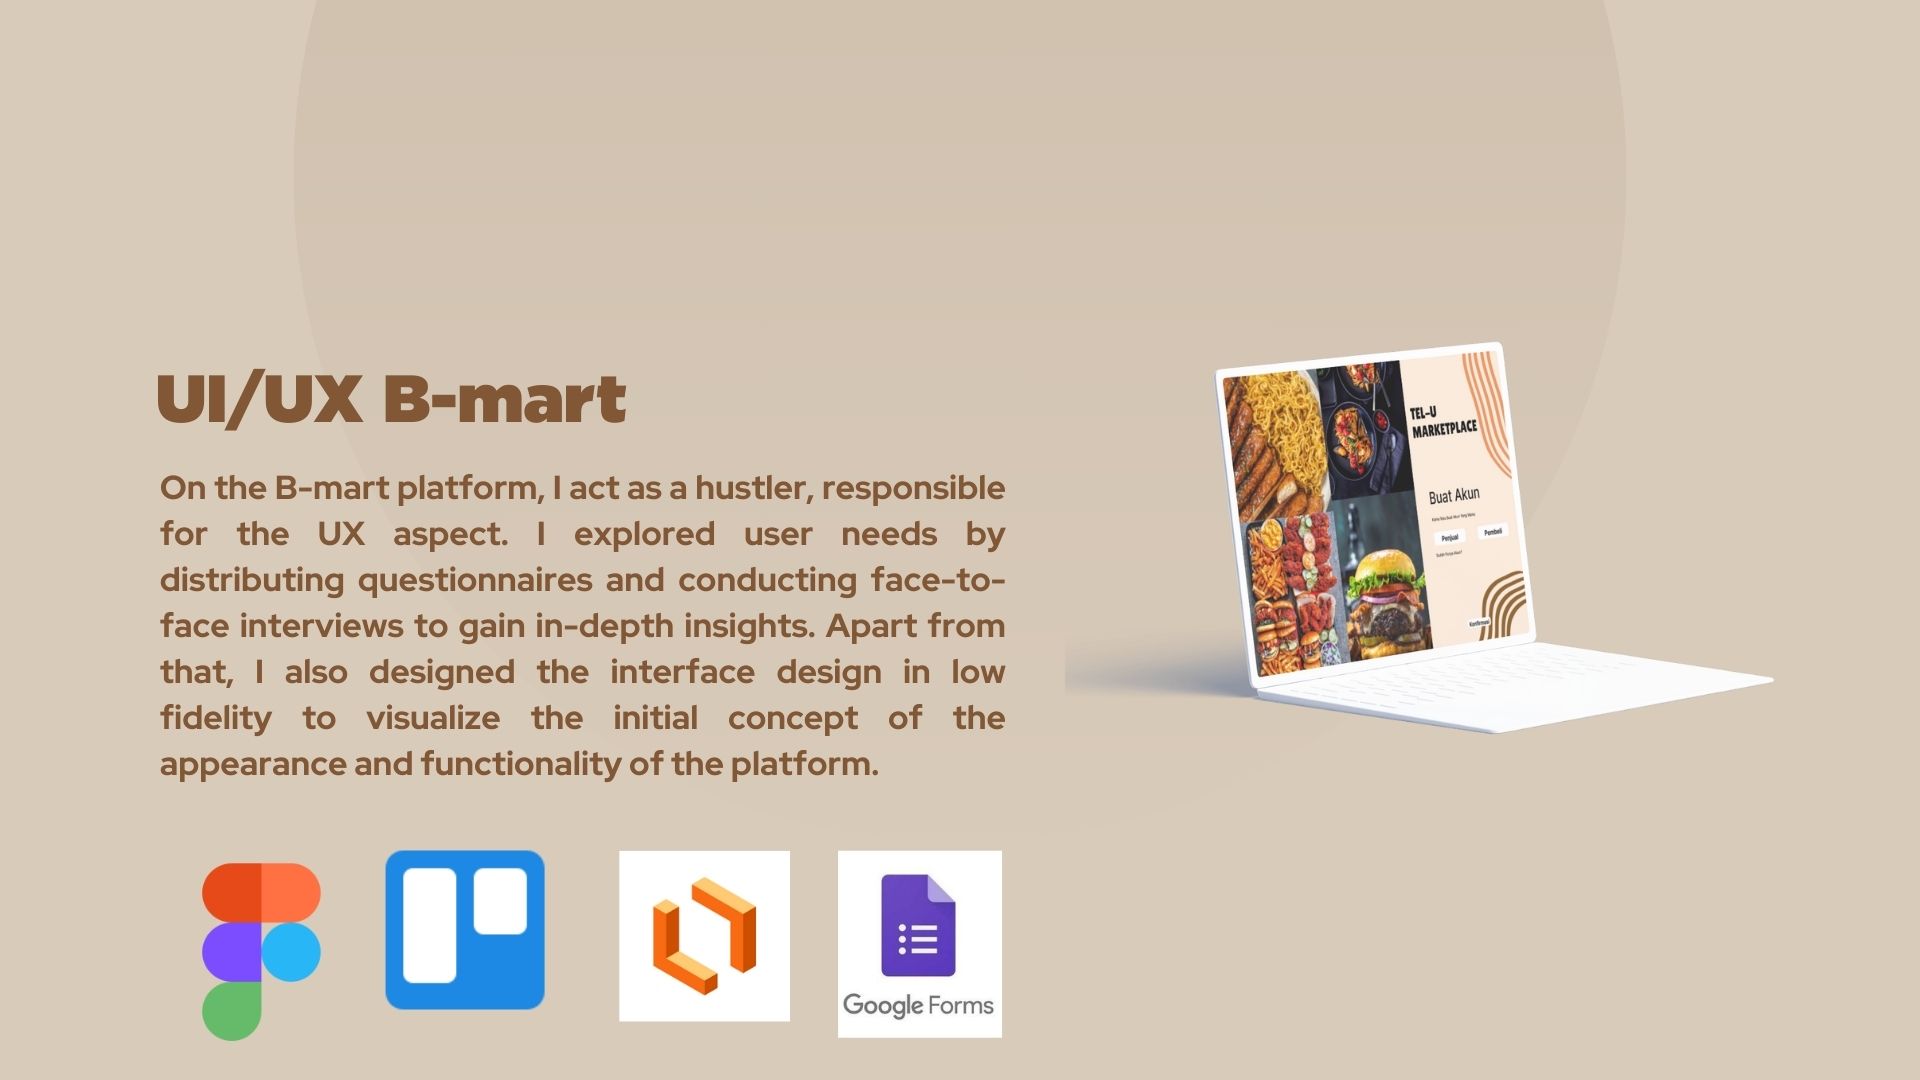 UI/UX B-mart
On the B-mart platform, I act as a hustler, responsible
for the UX aspect. I explored user needs by
distributing questionnaires and conducting face-to-
face interviews to gain in-depth insights. Apart from
that, I also designed the interface design in low
fidelity to visualize the initial concept of the
appearance and functionality of the platform.
TEL-U
MARKETPLACE
Buat Akun
Penjual
Pembeli
Konfirmasi
Google Forms